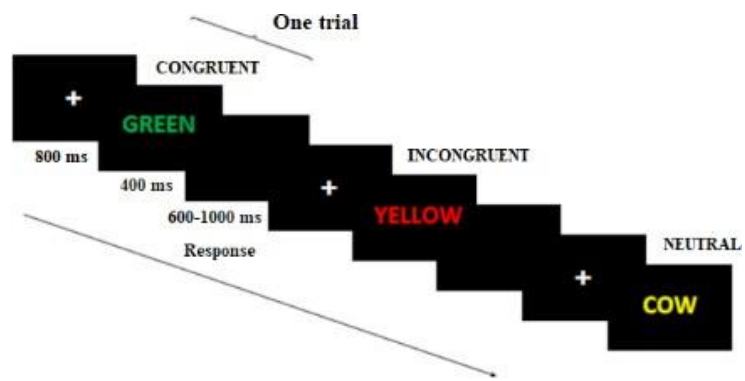 One trial
CONGRUENT
+
GREEN
800 ms
400 ms
600-1000 ms
Response
INCONGRUENT
+
YELLOW
NEUTRAL
+
COW